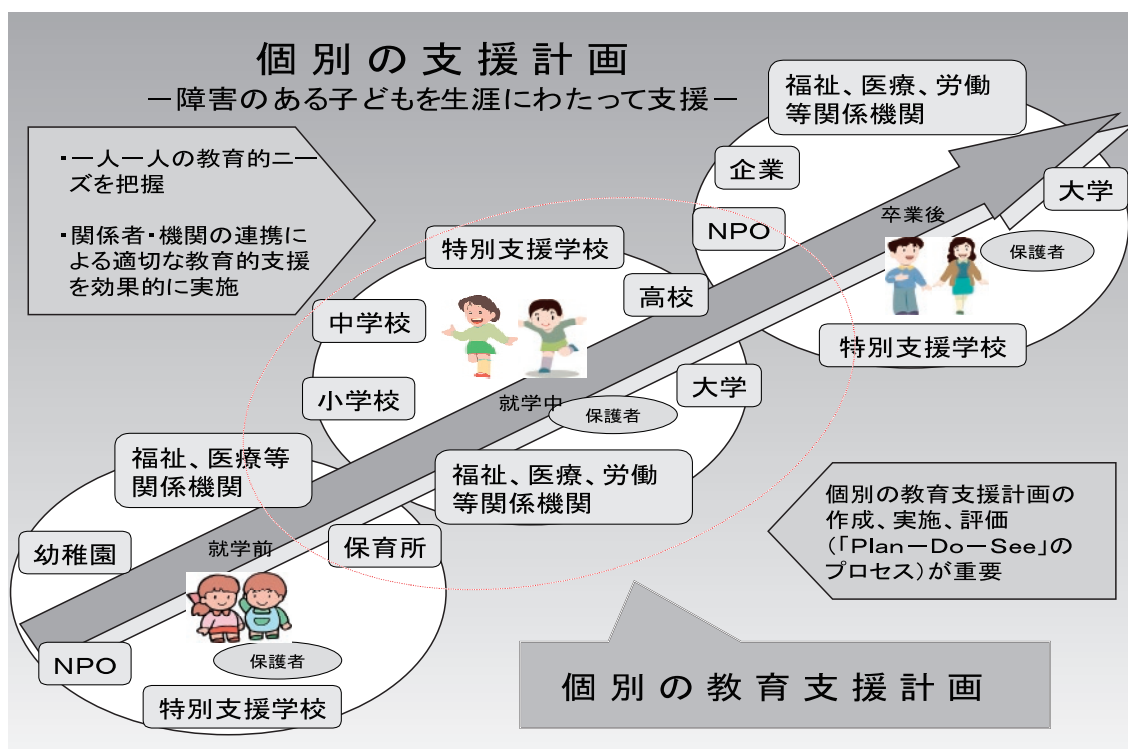 個別の支援計画
－障害のある子どもを生涯にわたって支援－
・一人一人の教育的ニー
ズを把握
・関係者・機関の連携に
よる適切な教育的支援
を効果的に実施
福祉、医療、労働
等関係機関
企業
NPO
大学
卒業後
保護者
特別支援学校
特別支援学校
中学校
高校
小学校
就学中
大学
保護者
福祉、医療、労働
等関係機関
福祉、医療等
関係機関
幼稚園
就学前
保育所
NPO
保護者
特別支援学校
個別の教育支援計画の
作成、実施、評価
(「Plan－Do－See」の
プロセス)が重要
個別の教育支援計画